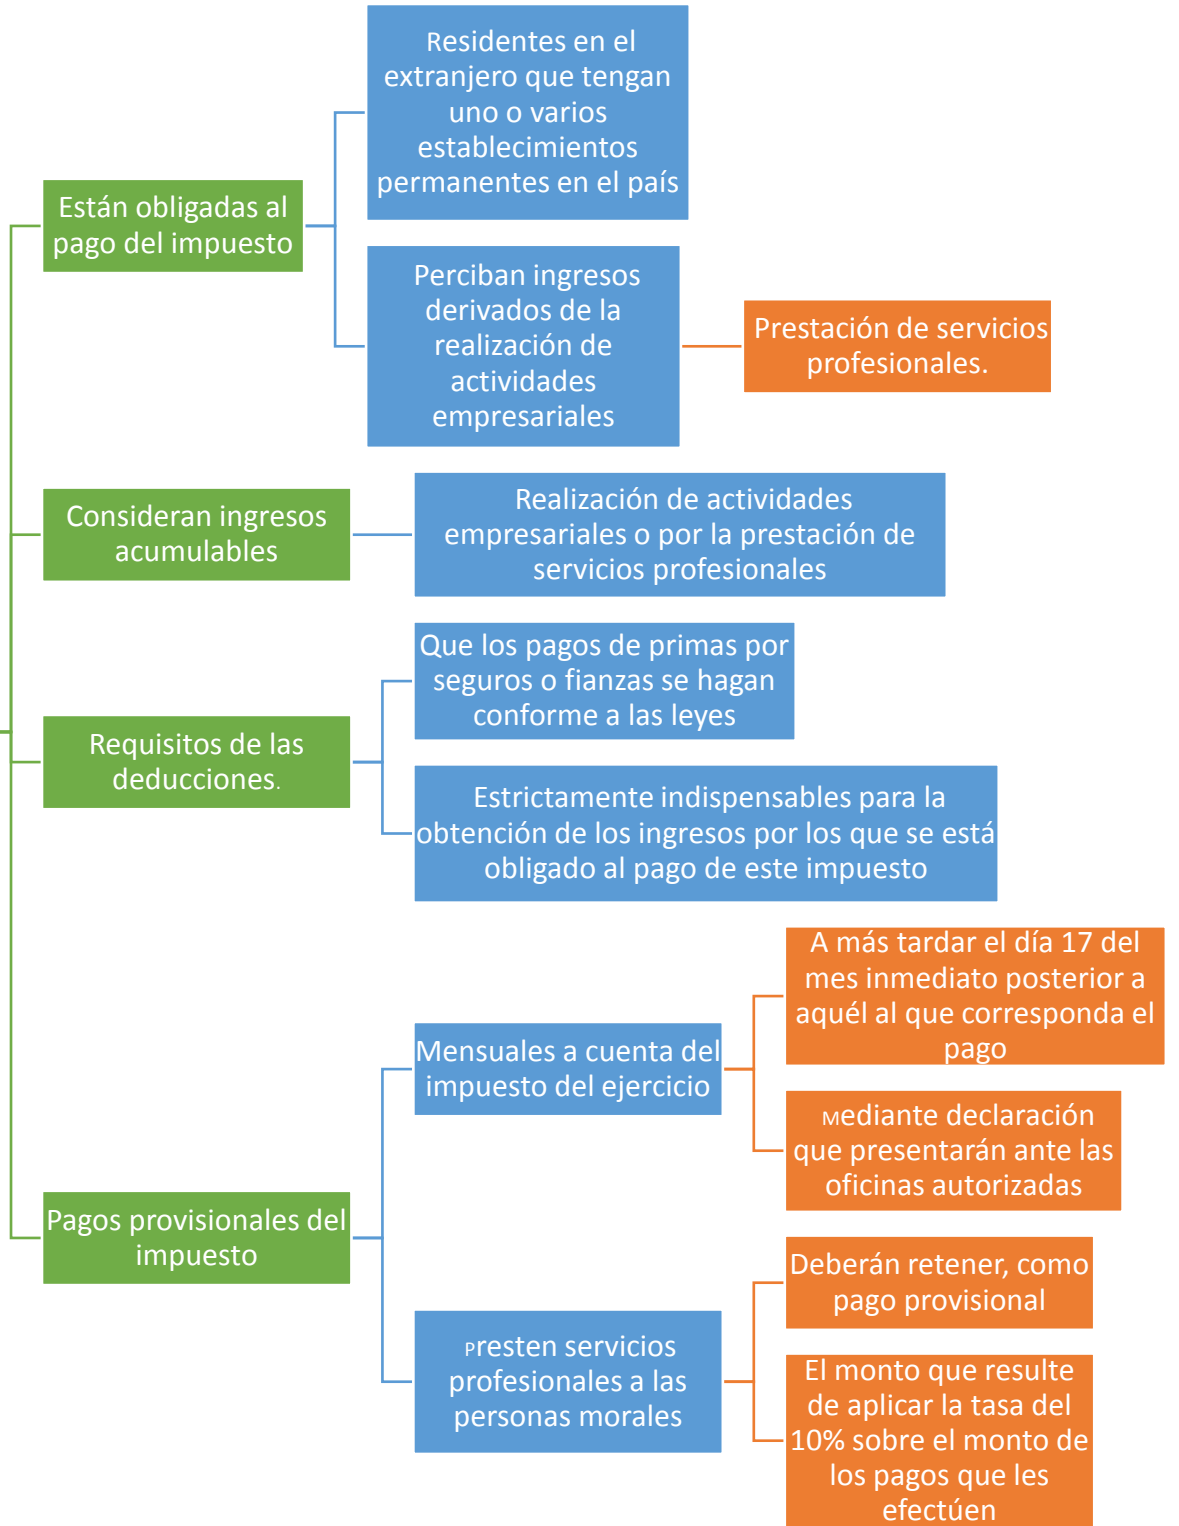 Están obligadas al
pago del impuesto
Residentes en el
extranjero que tengan
uno o varios
establecimientos
permanentes en el país
Perciban ingresos
derivados de la
realización de
actividades
empresariales
Prestación de servicios
profesionales.
Consideran ingresos
acumulables
Realización de actividades
empresariales o por la prestación de
servicios profesionales
Requisitos de las
deducciones.
Que los pagos de primas por
seguros o fianzas se hagan
conforme a las leyes
Estrictamente indispensables para la
obtención de los ingresos por los que se está
obligado al pago de este impuesto
Pagos provisionales del
impuesto
Mensuales a cuenta del
impuesto del ejercicio
A más tardar el día 17 del
mes inmediato posterior a
aquél al que corresponda el
pago
Mediante declaración
que presentarán ante las
oficinas autorizadas
Presten servicios
profesionales a las
personas morales
Deberán retener, como
pago provisional
El monto que resulte
de aplicar la tasa del
10% sobre el monto de
los pagos que les
efectúen